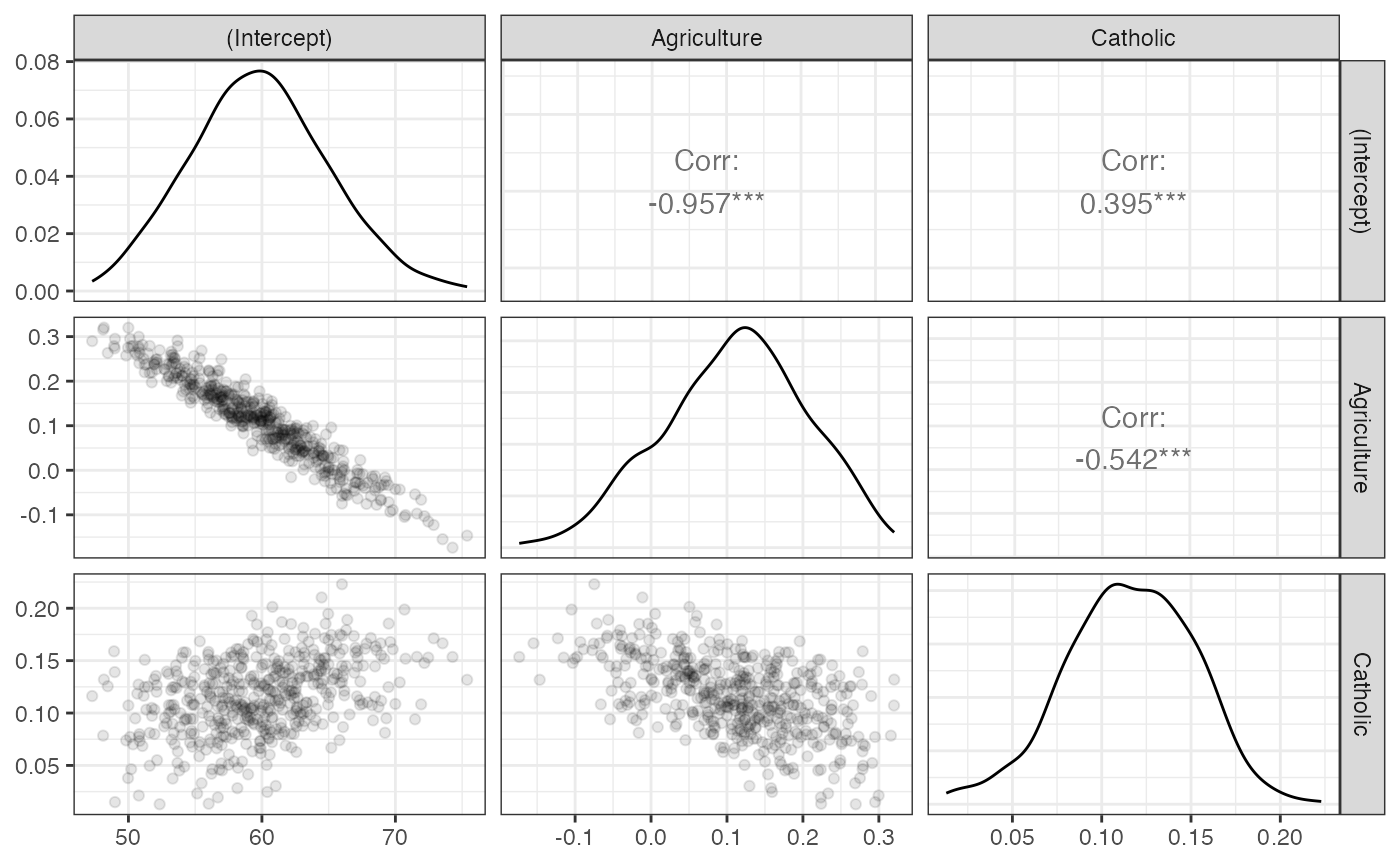 (Intercept)
Agriculture
Catholic
0.08
0.06
0.04
0.02
0.00
Corr:
-0.957***
Corr:
0.395***
(Intercept)
0.3
0.2
0.1
0.0
-0.1
Corr:
-0.542***
Agriculture
0.20
0.15
0.10
0.05
Catholic
50 60 70
-0.1 0.0 0.1 0.2 0.3
0.05 0.10 0.15 0.20